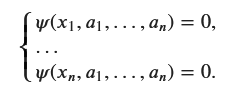 ψ(x₁, a₁, . . . , aₙ) = 0,
. . .
ψ(xₙ, a₁, . . . , aₙ) = 0.